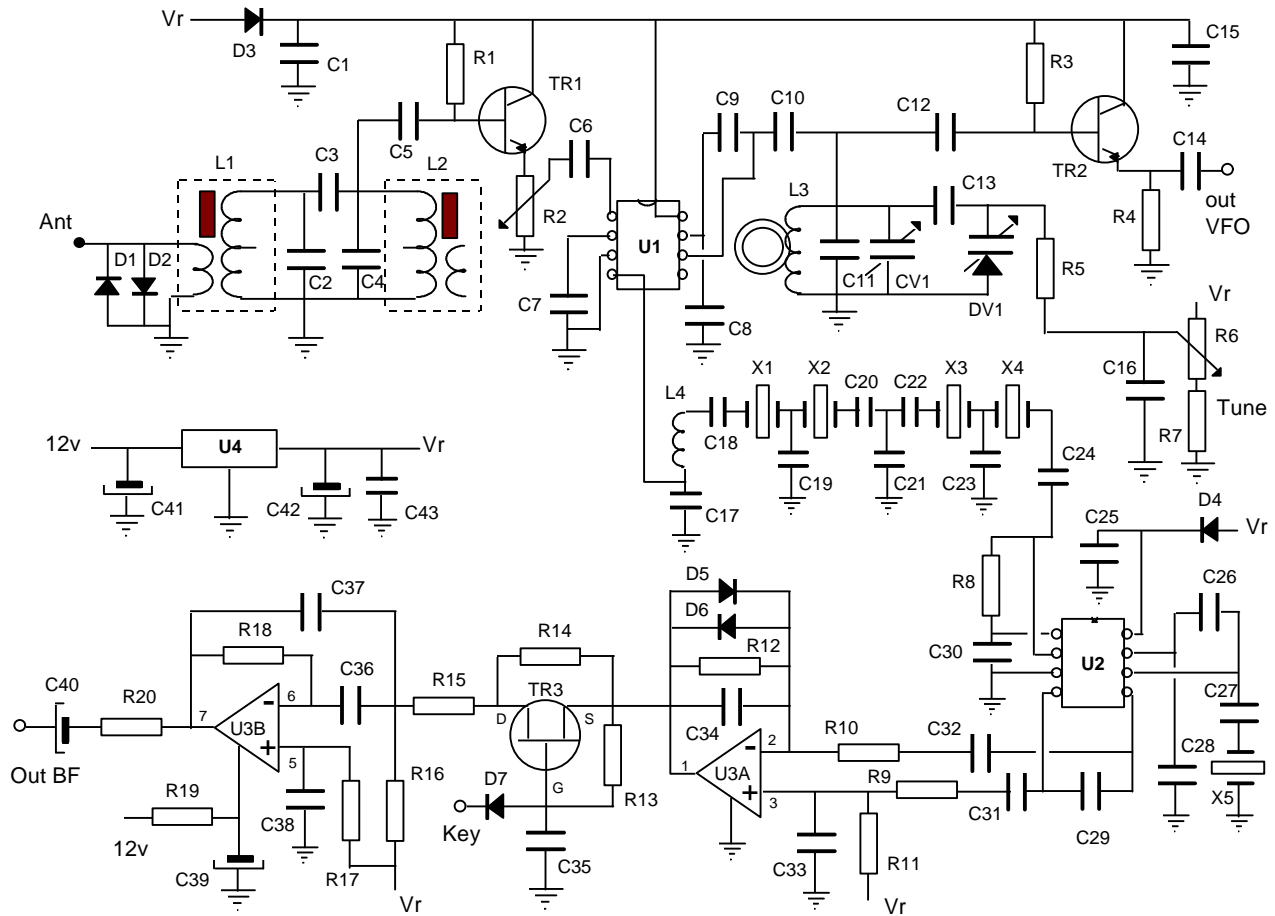 Vr
D3
C1
R1
TR1
C5
C6
C9
C10
C12
R3
C15
TR2
C14
out
VFO
L1
C3
L2
R2
L3
C13
R4
Ant
D1
D2
C2
C4
U1
C7
C8
C11
CV1
DV1
R5
Vr
R6
C16
Tune
R7
12v
U4
Vr
C41
C42
C43
L4
X1
X2
C20
C22
X3
X4
C18
C19
C21
C23
C24
C17
C25
D4
Vr
C26
R8
C30
U2
C27
C28
X5
C37
R18
R14
D5
D6
R12
C40
R20
C36
R15
TR3
D
S
G
C34
R10
C32
7
U3B
6
-
+
5
1
U3A
2
-
+
3
R9
C31
C29
Out BF
R19
12v
C38
R16
D7
Key
R13
C39
R17
Vr
C35
C33
R11
Vr